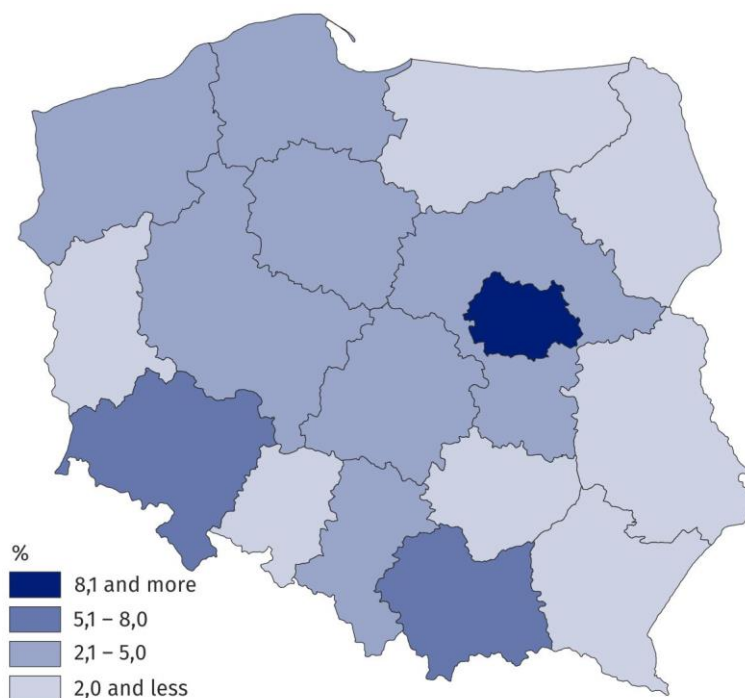 %
8,1 and more
5,1 – 8,0
2,1 – 5,0
2,0 and less